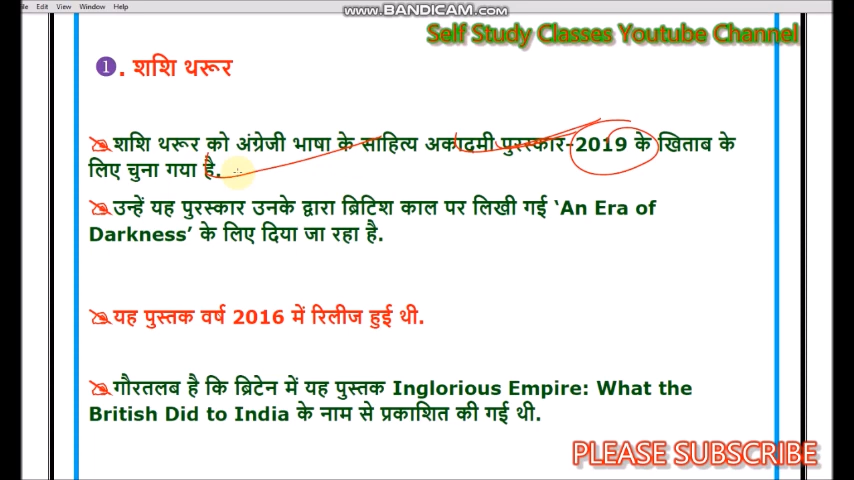 www.BANDICAM.com
ile Edit View Window Help
Self Study Classes Youtube Channel
❶. शशि थरूर
शशि थरूर को अंग्रेजी भाषा के साहित्य अकादमी पुरस्कार-2019 के खिताब के
लिए चुना गया है.
उन्हें यह पुरस्कार उनके द्वारा ब्रिटिश काल पर लिखी गई ‘An Era of
Darkness’ के लिए दिया जा रहा है.
यह पुस्तक वर्ष 2016 में रिलीज हुई थी.
गौरतलब है कि ब्रिटेन में यह पुस्तक Inglorious Empire: What the
British Did to India के नाम से प्रकाशित की गई थी.
PLEASE SUBSCRIBE